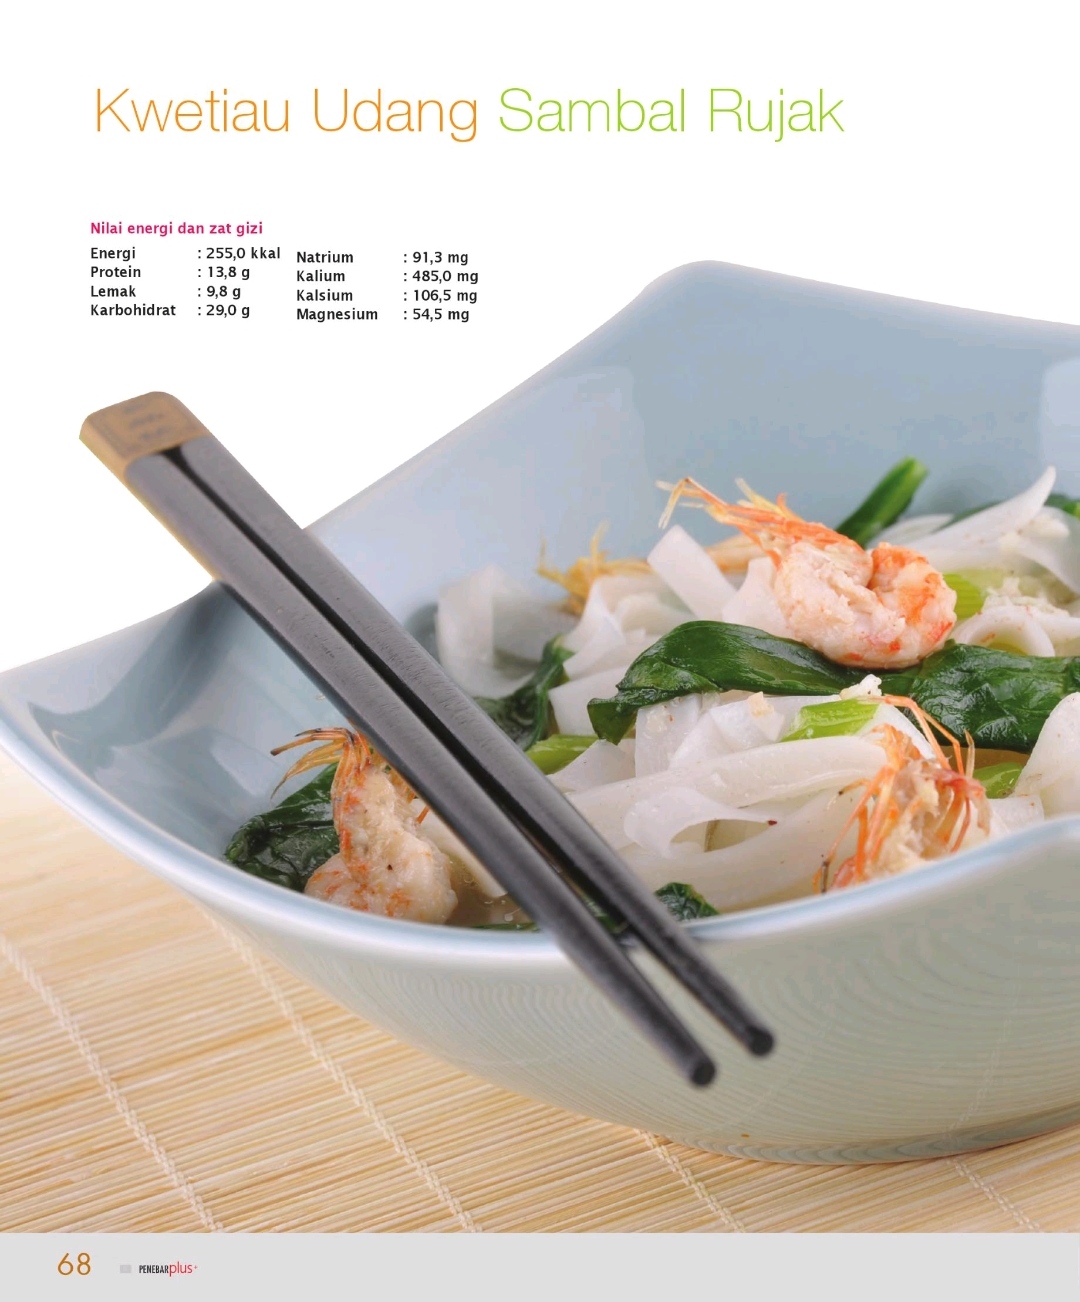 Kwetiau Udang Sambal Rujak
Nilai energi dan zat gizi
Energi : 255,0 kkal
Protein : 13,8 g
Lemak : 9,8 g
Karbohidrat : 29,0 g
Natrium : 91,3 mg
Kalium : 485,0 mg
Kalsium : 106,5 mg
Magnesium : 54,5 mg
68 PENEBARplus+